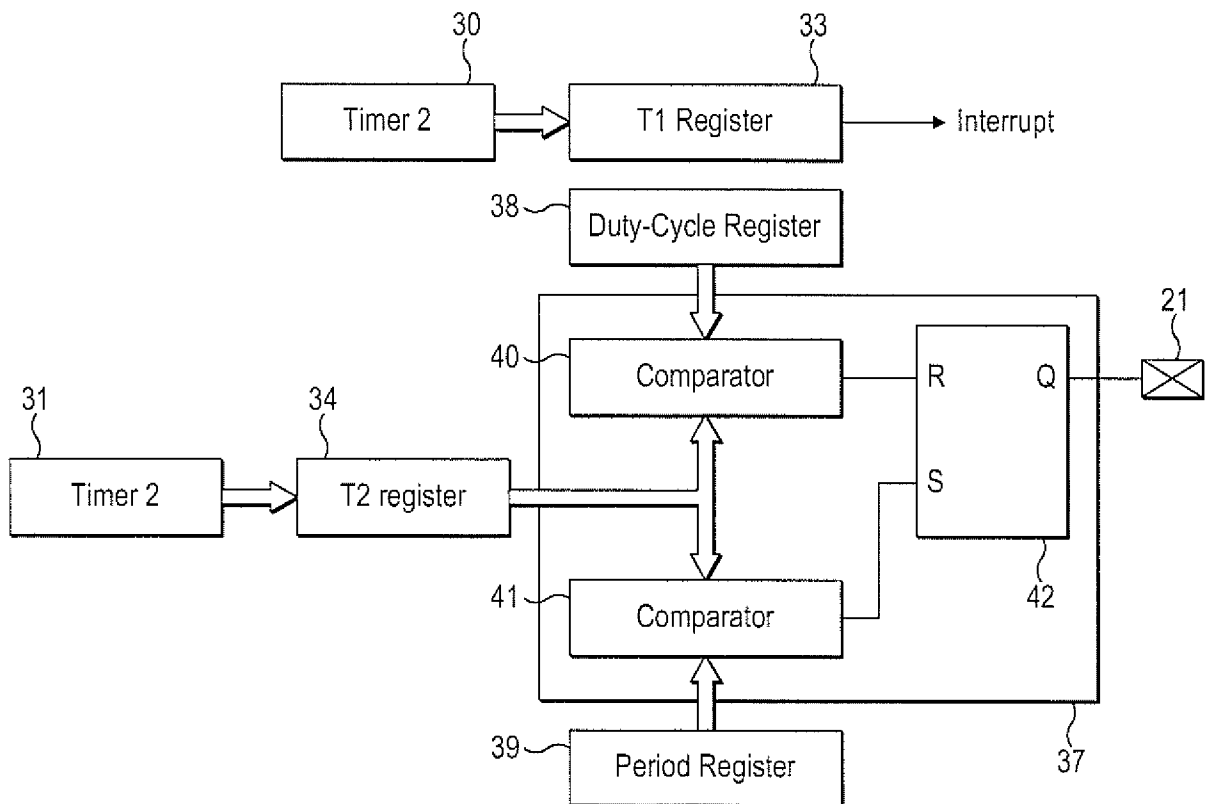 30
33
Timer 2
T1 Register
Interrupt
38
Duty-Cycle Register
21
40
Comparator
R
Q
31
34
Timer 2
T2 register
S
41
Comparator
42
39
Period Register
37